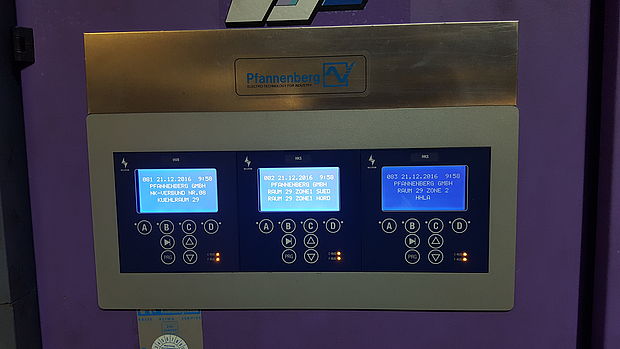 Pfannenberg
ELECTRO-TECHNOLOGY FOR INDUSTRY
001 21.12.2016 9:58
PFANNENBERG GMBH
NK-VERBUND NR.08
KUEHLRAUM 29
A B C D
PRG
002 21.12.2016 9:58
PFANNENBERG GMBH
RAUM 29 ZONE1 SUED
RAUM 29 ZONE1 NORD
A B C D
PRG
003 21.12.2016 9:58
PFANNENBERG GMBH
RAUM 29 ZONE 2
HHLA
A B C D
PRG